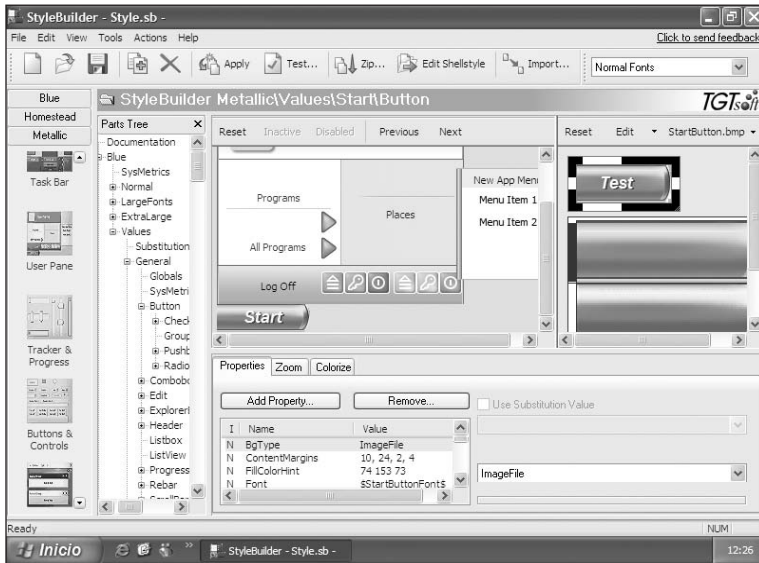 StyleBuilder - Style.sb -
File Edit View Tools Actions Help
Click to send feedback
Apply Test... Zip... Edit Shellstyle Import... Normal Fonts
Blue
Homestead
Metallic
Task Bar
User Pane
Tracker & Progress
Buttons & Controls
StyleBuilder Metallic\Values\Start\Button
TGTsoft
Parts Tree
Documentation
Blue
SysMetrics
Normal
LargeFonts
ExtraLarge
Values
Substitution
General
Globals
SysMetri
Button
Check
Group
Pushb
Radio
Combobo
Edit
Explorer
Header
Listbox
ListView
Progress
Rebar
Reset Inactive Disabled Previous Next
Programs
All Programs
Places
Log Off
Start
New App Menu
Menu Item 1
Menu Item 2
Reset Edit StartButton.bmp
Test
Properties Zoom Colorize
Add Property... Remove...
I Name Value
N BgType ImageFile
N ContentMargins 10, 24, 2, 4
N FillColorHint 74 153 73
N Font $StartButtonFont$
Use Substitution Value
ImageFile
Ready
NUM
Inicio
StyleBuilder - Style.sb -
12:26